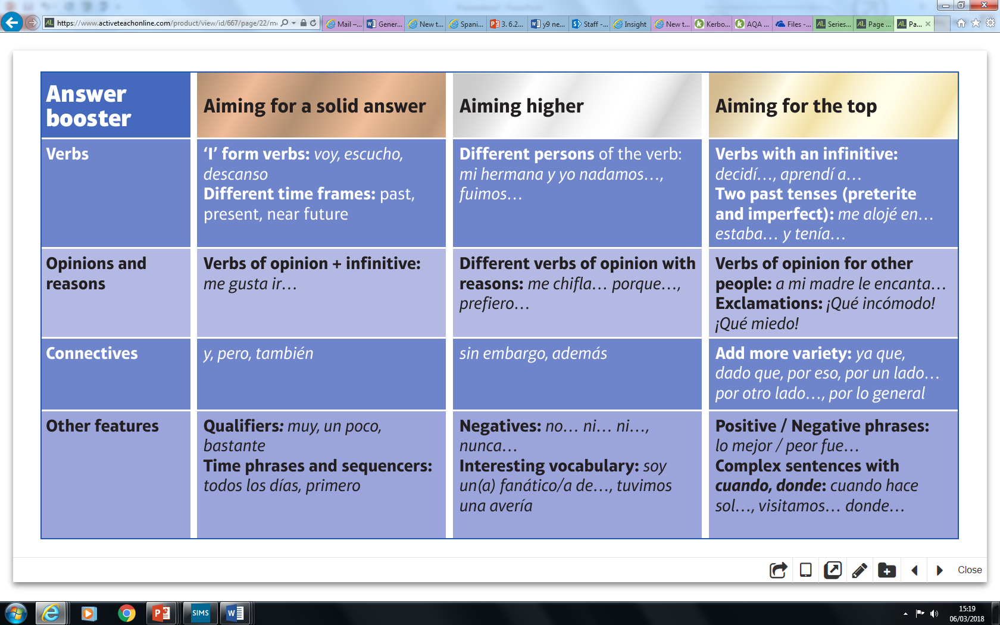 https://www.activeteachonline.com/product/view/id/667/page/22/m
Mail –...
Gener...
New t...
Spani...
3. 6.2...
y9 ne...
Staff -...
Insight
New t...
Kerbo...
AQA ...
Files -...
Series...
Page ...
Pa...
Answer
booster
Aiming for a solid answer
Aiming higher
Aiming for the top
Verbs
‘I’ form verbs: voy, escucho,
descanso
Different time frames: past,
present, near future
Different persons of the verb:
mi hermana y yo nadamos…,
fuimos…
Verbs with an infinitive:
decidí…, aprendí a…
Two past tenses (preterite
and imperfect): me alojé en…
estaba… y tenía…
Opinions and
reasons
Verbs of opinion + infinitive:
me gusta ir…
Different verbs of opinion with
reasons: me chifla… porque…,
prefiero…
Verbs of opinion for other
people: a mi madre le encanta…
Exclamations: ¡Qué incómodo!
¡Qué miedo!
Connectives
y, pero, también
sin embargo, además
Add more variety: ya que,
dado que, por eso, por un lado…
por otro lado…, por lo general
Other features
Qualifiers: muy, un poco,
bastante
Time phrases and sequencers:
todos los días, primero
Negatives: no… ni… ni…,
nunca…
Interesting vocabulary: soy
un(a) fanático/a de…, tuvimos
una avería
Positive / Negative phrases:
lo mejor / peor fue…
Complex sentences with
cuando, donde: cuando hace
sol…, visitamos… donde…
Close
SIMS
15:19
06/03/2018